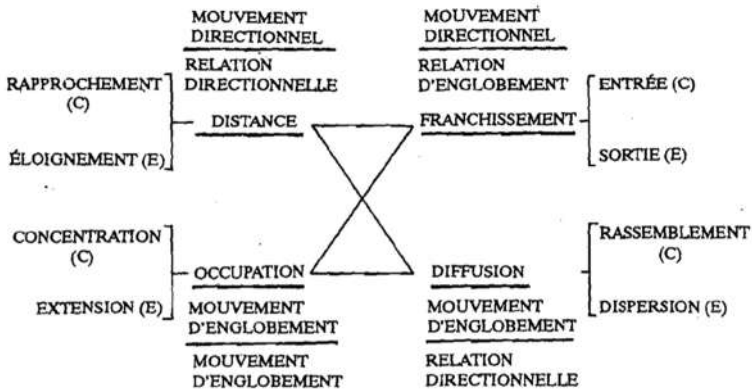 MOUVEMENT
DIRECTIONNEL
RELATION
DIRECTIONNELLE
MOUVEMENT
DIRECTIONNEL
RELATION
D'ENGLOBEMENT
RAPPROCHEMENT
(C)
ÉLOIGNEMENT (E)
DISTANCE
FRANCHISSEMENT
ENTRÉE (C)
SORTIE (E)
CONCENTRATION
(C)
EXTENSION (E)
OCCUPATION
DIFFUSION
RASSEMBLEMENT
(C)
DISPERSION (E)
MOUVEMENT
D'ENGLOBEMENT
MOUVEMENT
D'ENGLOBEMENT
MOUVEMENT
D'ENGLOBEMENT
RELATION
DIRECTIONNELLE